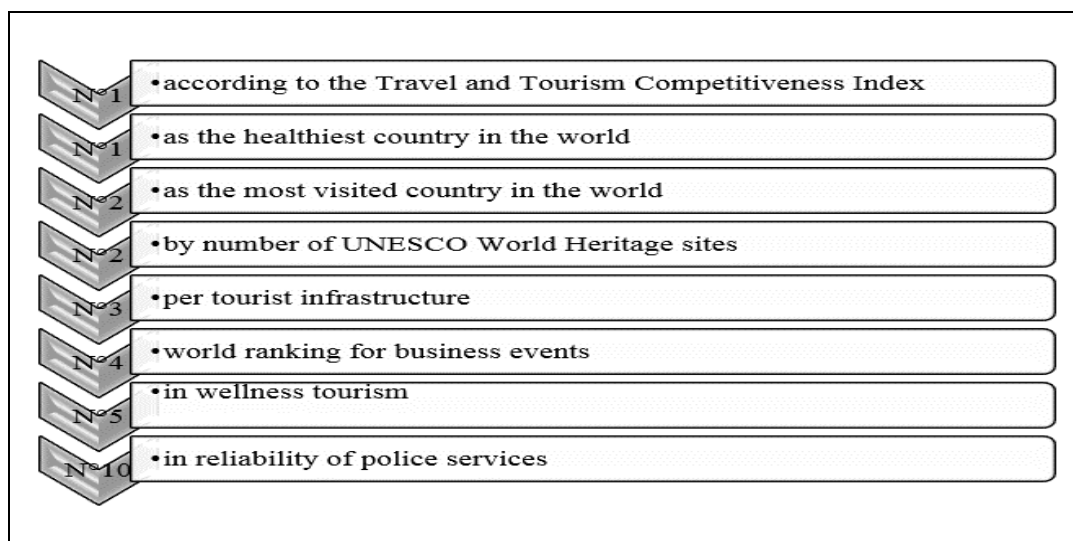 N°1 •according to the Travel and Tourism Competitiveness Index
N°1 •as the healthiest country in the world
N°2 •as the most visited country in the world
N°2 •by number of UNESCO World Heritage sites
N°3 •per tourist infrastructure
N°4 •world ranking for business events
N°5 •in wellness tourism
N°10 •in reliability of police services